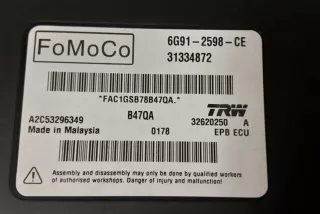 FoMoCo
6G91-2598-CE
31334872
"FAC1GSB78B47QA."
B47QA
TRW
A2C53296349
32620250 A
Made in Malaysia
0178
EPB ECU
Assembly and disassembly may only be done by qualified workers
of authorised workshops. Danger of injury and malfunction!